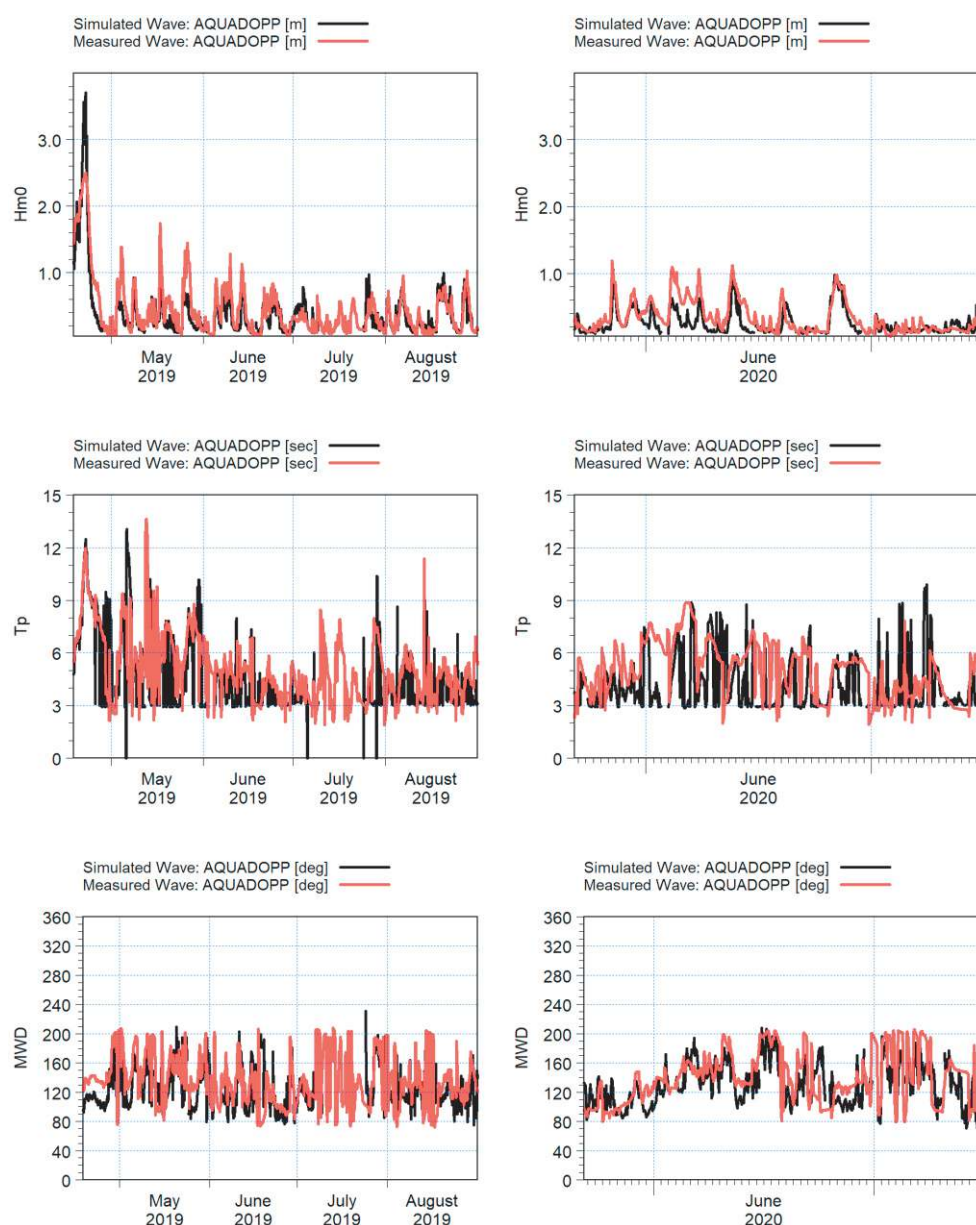 Simulated Wave: AQUADOPP [m]
Measured Wave: AQUADOPP [m]
3.0
2.0
1.0
Hm0
May
2019
June
2019
July
2019
August
2019
Simulated Wave: AQUADOPP [m]
Measured Wave: AQUADOPP [m]
3.0
2.0
1.0
Hm0
June
2020
Simulated Wave: AQUADOPP [sec]
Measured Wave: AQUADOPP [sec]
15
12
9
6
3
0
Tp
May
2019
June
2019
July
2019
August
2019
Simulated Wave: AQUADOPP [sec]
Measured Wave: AQUADOPP [sec]
15
12
9
6
3
0
Tp
June
2020
Simulated Wave: AQUADOPP [deg]
Measured Wave: AQUADOPP [deg]
360
320
280
240
200
160
120
80
40
0
MWD
May
2019
June
2019
July
2019
August
2019
Simulated Wave: AQUADOPP [deg]
Measured Wave: AQUADOPP [deg]
360
320
280
240
200
160
120
80
40
0
MWD
June
2020